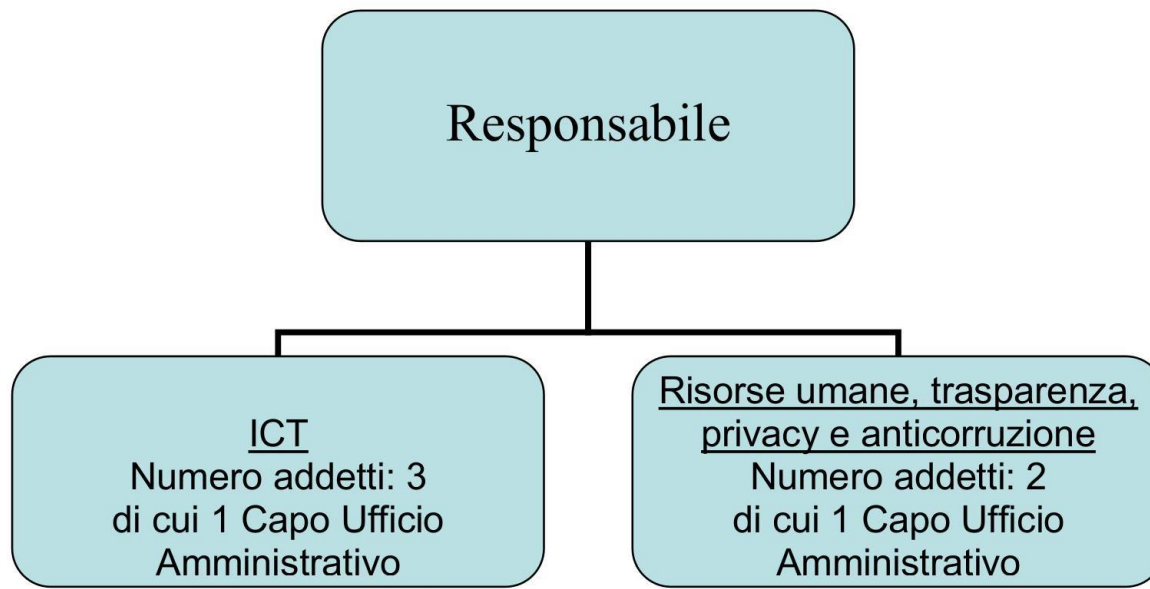 Responsabile
ICT
Numero addetti: 3
di cui 1 Capo Ufficio
Amministrativo
Risorse umane, trasparenza,
privacy e anticorruzione
Numero addetti: 2
di cui 1 Capo Ufficio
Amministrativo